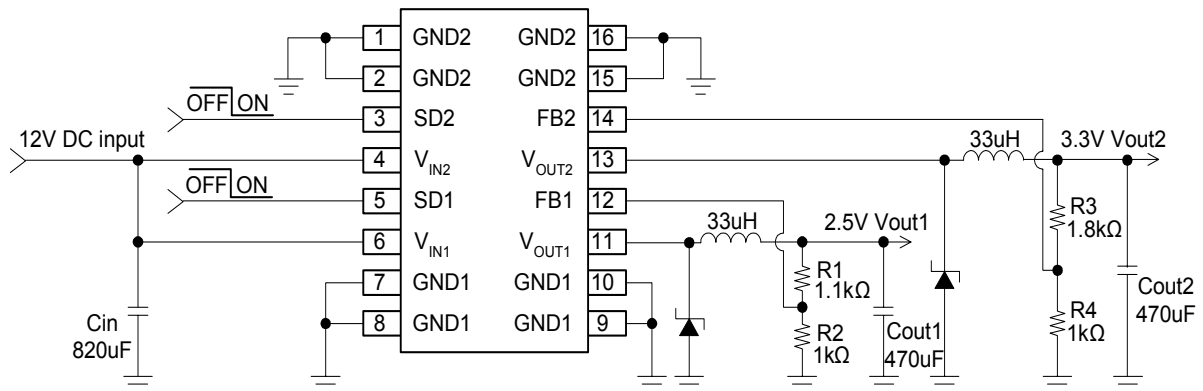 1 GND2 GND2 16
2 GND2 GND2 15
OFF ON
3 SD2 FB2 14
12V DC input
33uH
3.3V Vout2
4 VIN2 VOUT2 13
OFF ON
5 SD1 FB1 12
R3
1.8kΩ
33uH
2.5V Vout1
6 VIN1 VOUT1 11
R1
1.1kΩ
7 GND1 GND1 10
Cout2
470uF
Cin
820uF
8 GND1 GND1 9
R2
1kΩ
Cout1
470uF
R4
1kΩ